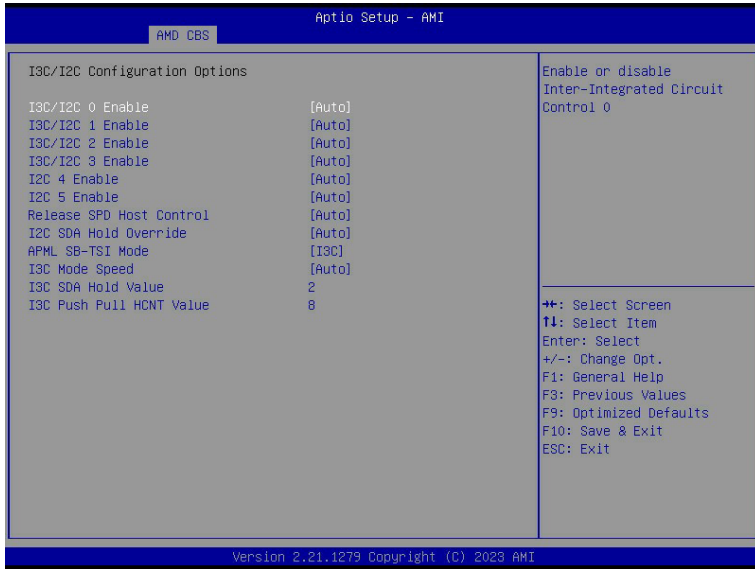 Aptio Setup - AMI
AMD CBS
I3C/I2C Configuration Options
I3C/I2C 0 Enable [Auto]
I3C/I2C 1 Enable [Auto]
I3C/I2C 2 Enable [Auto]
I3C/I2C 3 Enable [Auto]
I2C 4 Enable [Auto]
I2C 5 Enable [Auto]
Release SPD Host Control [Auto]
I2C SDA Hold Override [Auto]
APML SB-TSI Mode [I3C]
I3C Mode Speed [Auto]
I3C SDA Hold Value 2
I3C Push Pull HCNT Value 8
Enable or disable
Inter-Integrated Circuit
Control 0
→←: Select Screen
↑↓: Select Item
Enter: Select
+/-: Change Opt.
F1: General Help
F3: Previous Values
F9: Optimized Defaults
F10: Save & Exit
ESC: Exit
Version 2.21.1279 Copyright (C) 2023 AMI